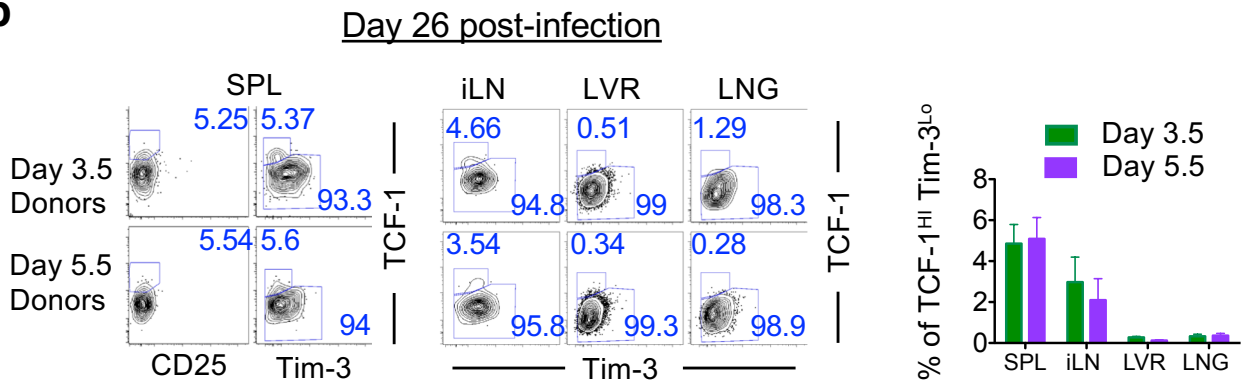 b
Day 26 post-infection
SPL
iLN
LVR
LNG
Day 3.5
Donors
5.25
5.37
93.3
4.66
94.8
0.51
99
1.29
98.3
Day 5.5
Donors
5.54
5.6
94
3.54
95.8
0.34
99.3
0.28
98.9
TCF-1
TCF-1
CD25
Tim-3
Tim-3
% of TCF-1HI Tim-3Lo
Day 3.5
Day 5.5
8
6
4
2
0
SPL
iLN
LVR
LNG